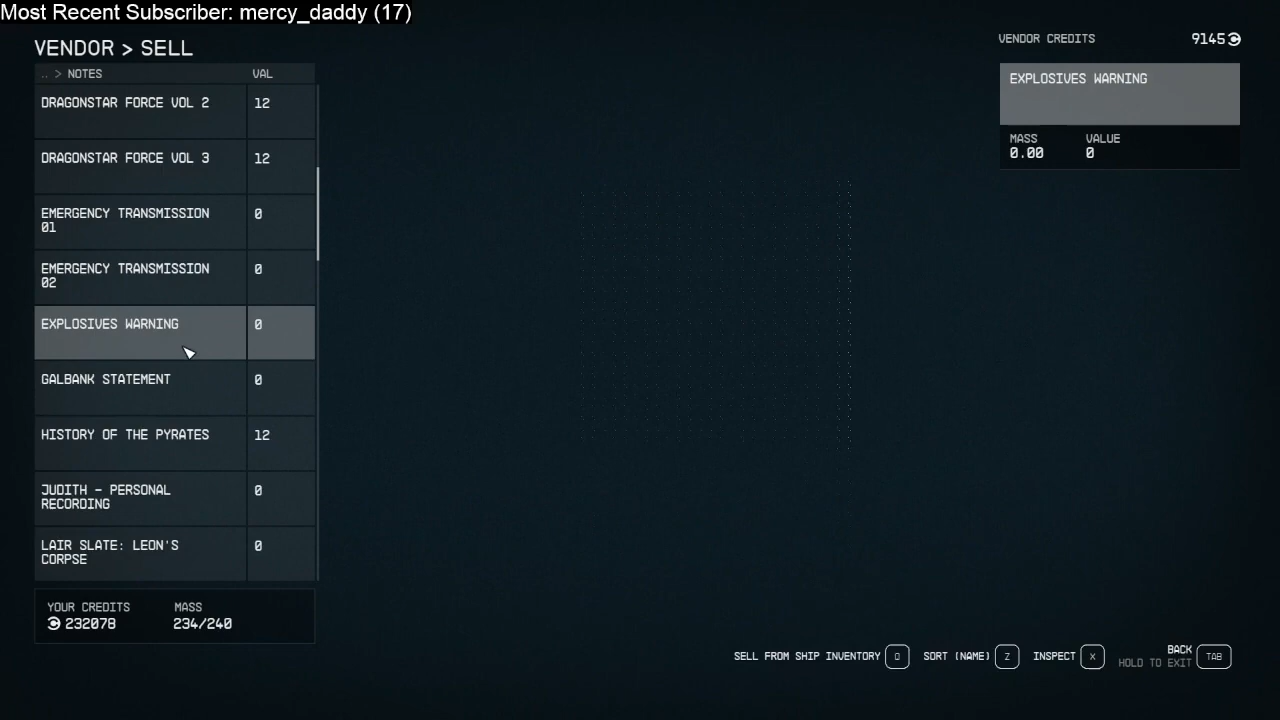 Most Recent Subscriber: mercy_daddy (17)
VENDOR > SELL
VENDOR CREDITS 9145
.. > NOTES VAL
EXPLOSIVES WARNING
MASS VALUE
0.00 0
DRAGONSTAR FORCE VOL 2 12
DRAGONSTAR FORCE VOL 3 12
EMERGENCY TRANSMISSION 0
01
EMERGENCY TRANSMISSION 0
02
EXPLOSIVES WARNING 0
GALBANK STATEMENT 0
HISTORY OF THE PYRATES 12
JUDITH - PERSONAL 0
RECORDING
LAIR SLATE: LEON'S 0
CORPSE
YOUR CREDITS MASS
232078 234/240
SELL FROM SHIP INVENTORY Q SORT (NAME) Z INSPECT X BACK TAB
HOLD TO EXIT